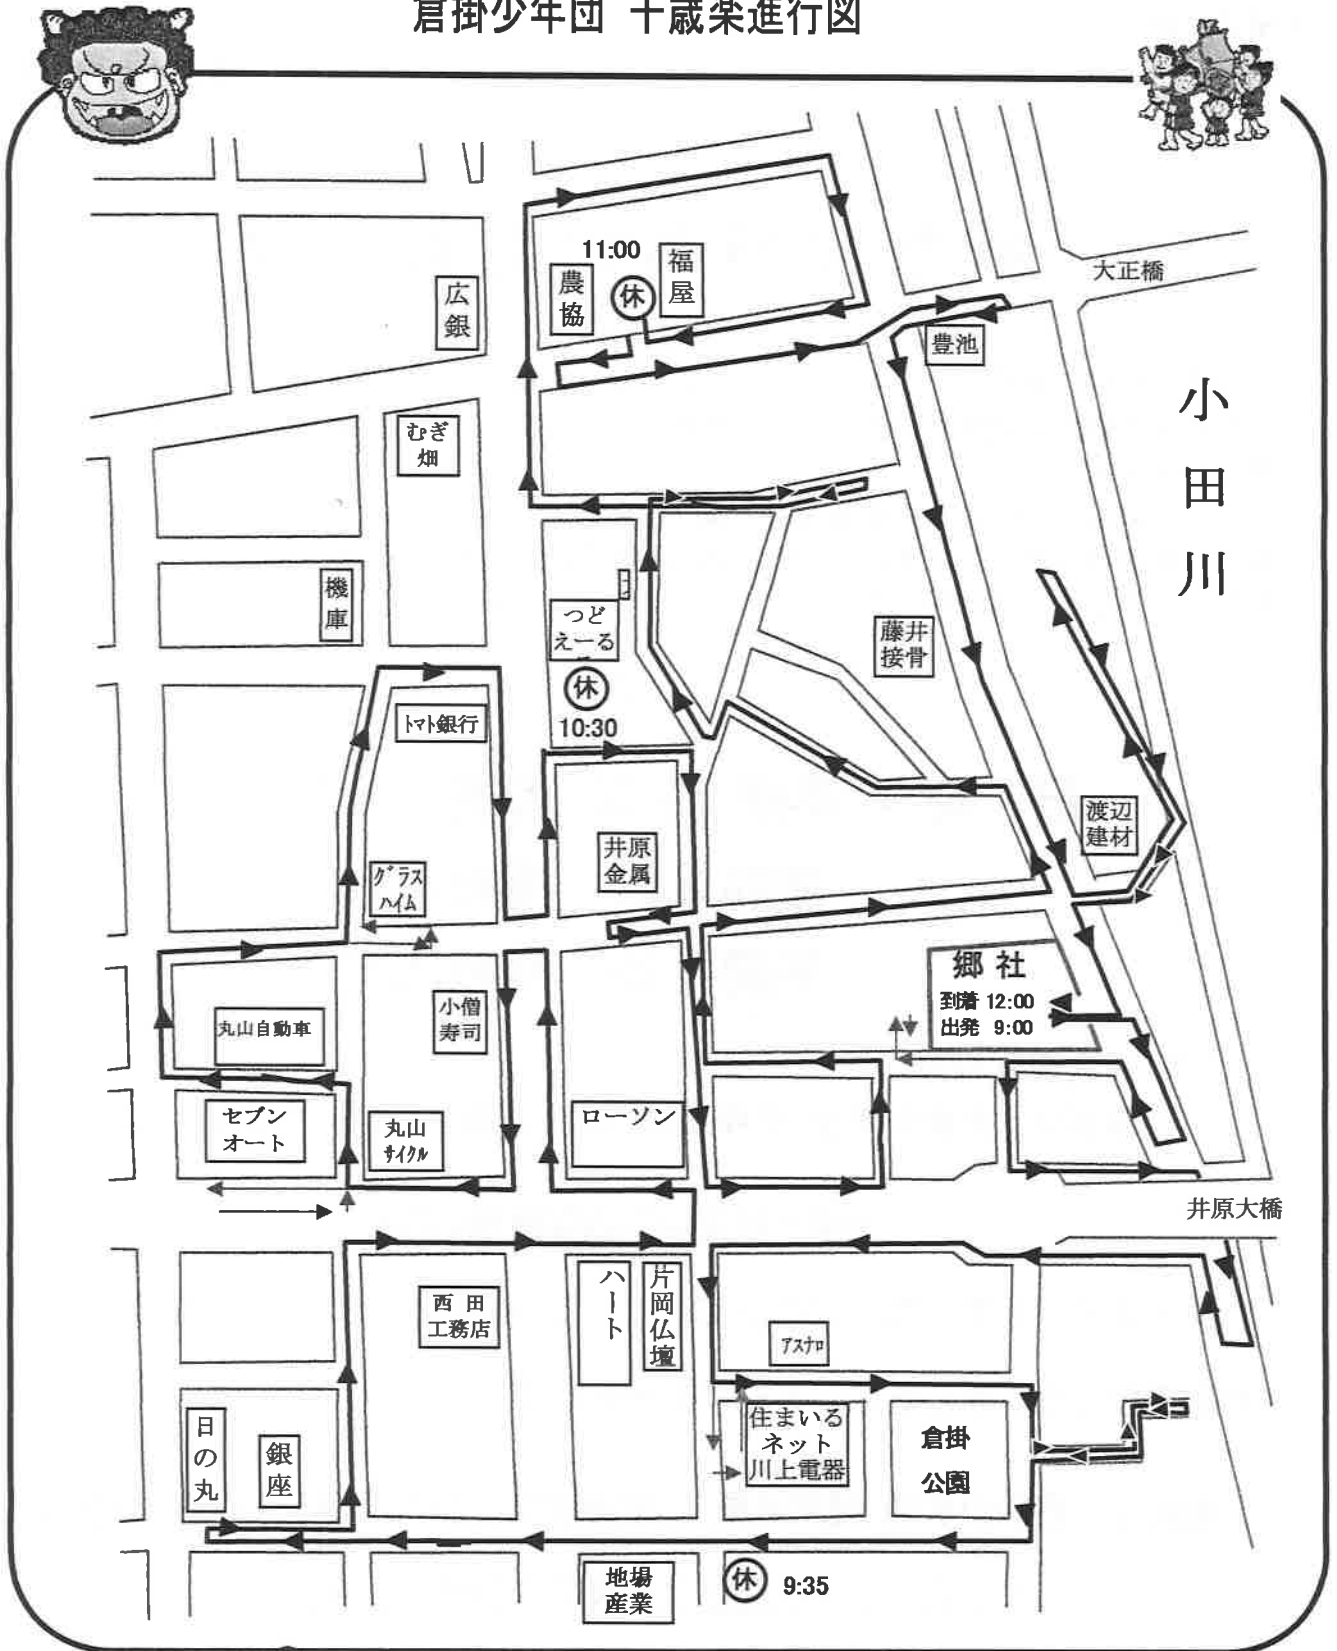 倉掛少年団 千歳楽進行図
11:00
福屋
農協
休
広銀
大正橋
豊池
小田川
むぎ
畑
機庫
つど
えーる
休
10:30
藤井
接骨
トマト銀行
渡辺
建材
井原
金属
グラス
ハイム
郷社
到着 12:00
出発 9:00
小僧
寿司
丸山自動車
セブン
オート
丸山
サイクル
ローソン
井原大橋
西田
工務店
ハート
片岡仏壇
アスナロ
日の丸
銀座
住まいる
ネット
川上電器
倉掛
公園
地場
産業
休
9:35